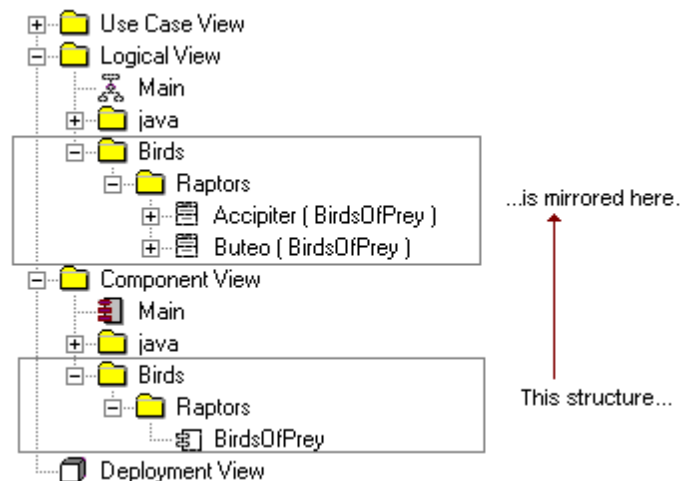 Use Case View
Logical View
Main
java
Birds
Raptors
Accipiter ( BirdsOfPrey )
Buteo ( BirdsOfPrey )
...is mirrored here.
Component View
Main
java
Birds
Raptors
BirdsOfPrey
This structure...
Deployment View